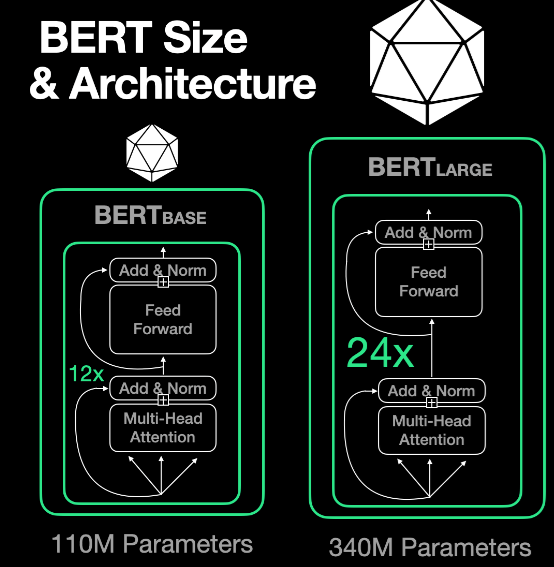 BERT Size
& Architecture
BERTBASE
Add & Norm
Feed
Forward
12x
Add & Norm
Multi-Head
Attention
110M Parameters
BERTLARGE
Add & Norm
Feed
Forward
24x
Add & Norm
Multi-Head
Attention
340M Parameters